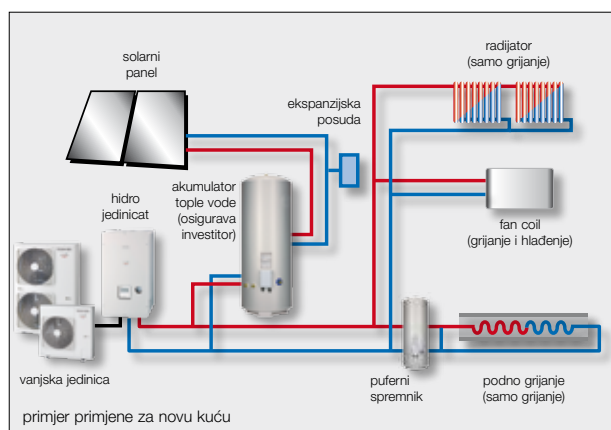 solarni
panel
radijator
(samo grijanje)
ekspanzijska
posuda
hidro
jedinicat
akumulator
tople vode
(osigurava
investitor)
fan coil
(grijanje i hlađenje)
vanjska jedinica
puferni
spremnik
podno grijanje
(samo grijanje)
primjer primjene za novu kuću